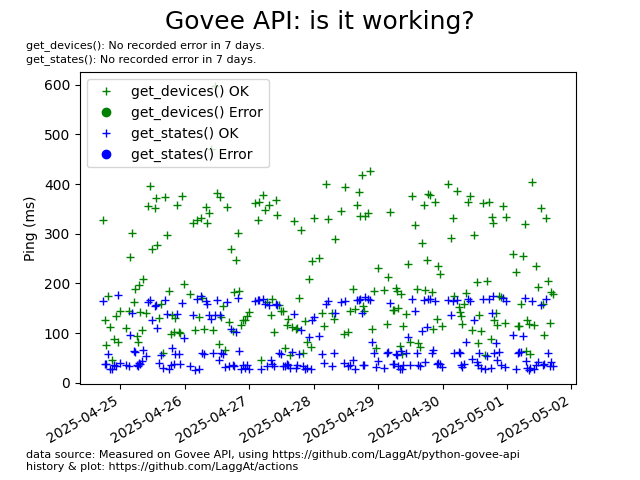 Govee API: is it working?
get_devices(): No recorded error in 7 days.
get_states(): No recorded error in 7 days.
get_devices() OK
get_devices() Error
get_states() OK
get_states() Error
600
500
400
300
200
100
0
Ping (ms)
2025-04-25
2025-04-26
2025-04-27
2025-04-28
2025-04-29
2025-04-30
2025-05-01
2025-05-02
data source: Measured on Govee API, using https://github.com/LaggAt/python-govee-api
history & plot: https://github.com/LaggAt/actions